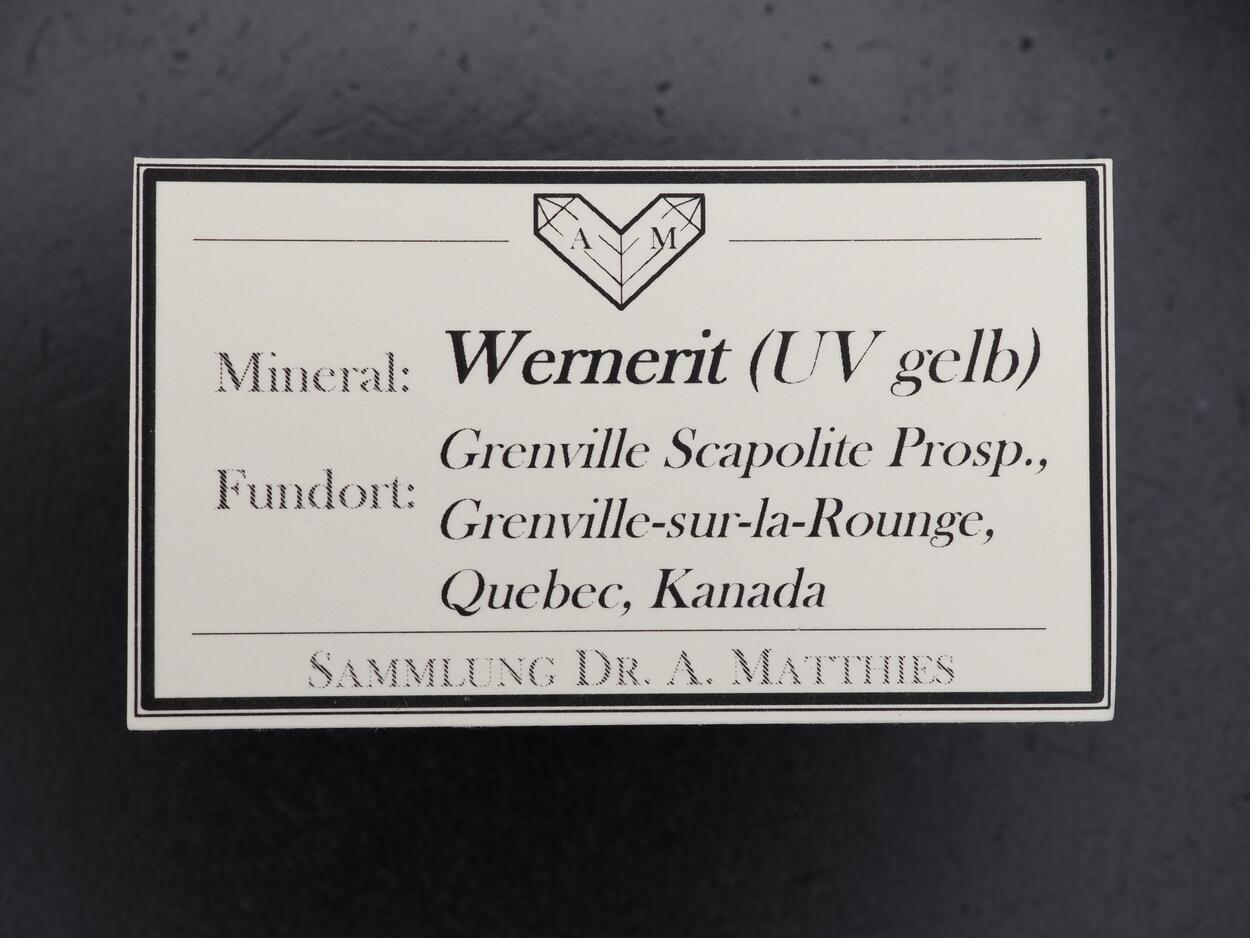 A M
Mineral: Wernerit (UV gelb)
Fundort: Grenville Scapolite Prosp.,
Grenville-sur-la-Rounge,
Quebec, Kanada
SAMMLUNG DR. A. MATTHIES